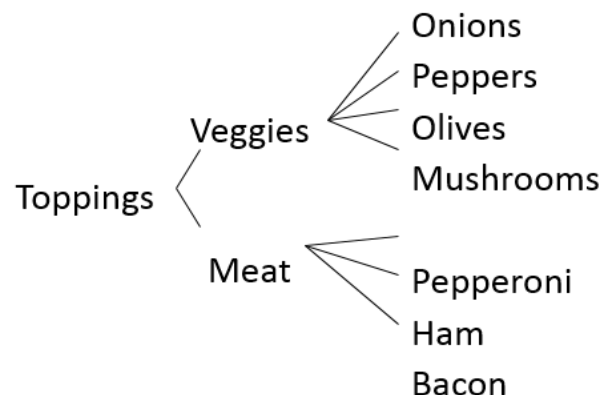 Toppings
Veggies
Onions
Peppers
Olives
Mushrooms
Meat
Pepperoni
Ham
Bacon